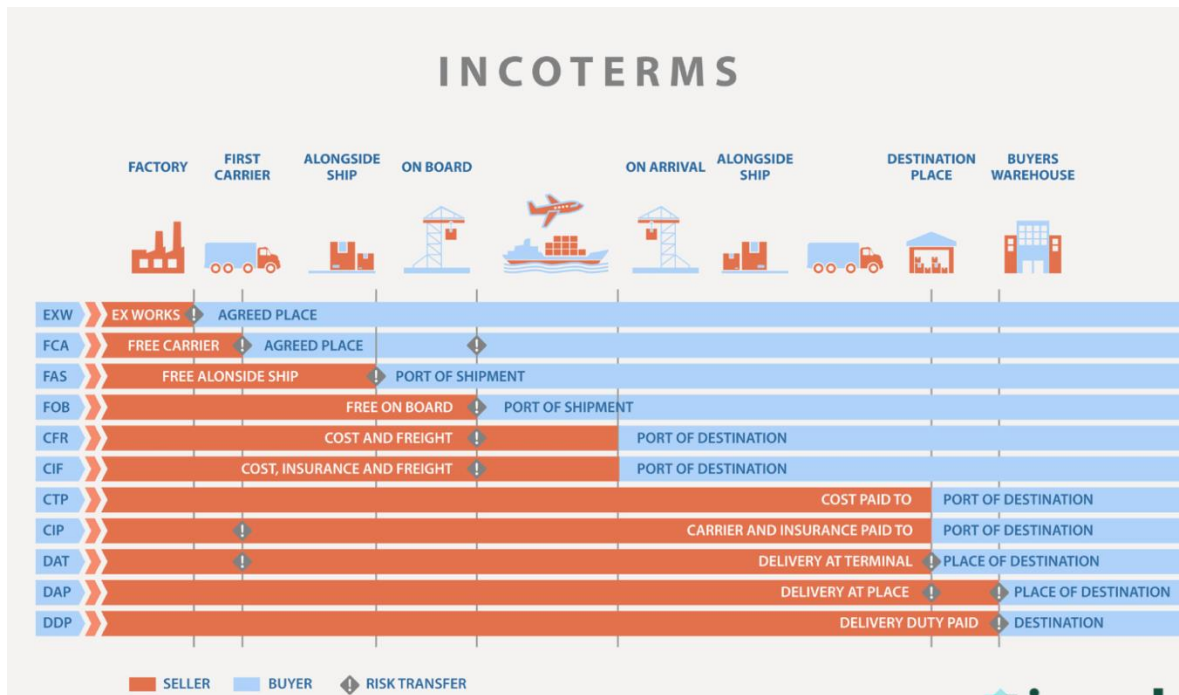 INCOTERMS
FACTORY
FIRST
CARRIER
ALONGSIDE
SHIP
ON BOARD
ON ARRIVAL
ALONGSIDE
SHIP
DESTINATION
PLACE
BUYERS
WAREHOUSE
EXW EX WORKS ! AGREED PLACE
FCA FREE CARRIER ! AGREED PLACE !
FAS FREE ALONSIDE SHIP ! PORT OF SHIPMENT
FOB FREE ON BOARD ! PORT OF SHIPMENT
CFR COST AND FREIGHT ! PORT OF DESTINATION
CIF COST, INSURANCE AND FREIGHT ! PORT OF DESTINATION
CTP COST PAID TO PORT OF DESTINATION
CIP ! CARRIER AND INSURANCE PAID TO PORT OF DESTINATION
DAT ! DELIVERY AT TERMINAL ! PLACE OF DESTINATION
DAP DELIVERY AT PLACE ! ! PLACE OF DESTINATION
DDP DELIVERY DUTY PAID ! DESTINATION
SELLER BUYER ! RISK TRANSFER